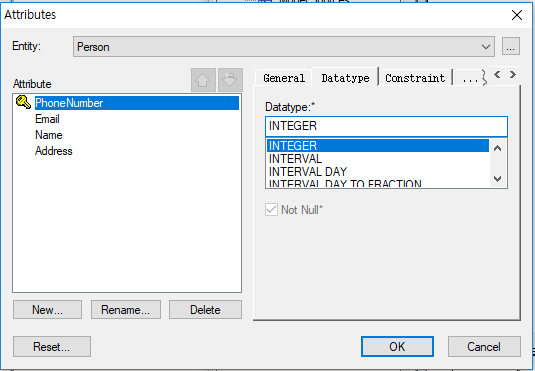 Attributes
Entity:
Person
...
Attribute
PhoneNumber
Email
Name
Address
New...
Rename...
Delete
General
Datatype
Constraint
...
Datatype:*
INTEGER
INTEGER
INTERVAL
INTERVAL DAY
INTERVAL DAY TO FRACTION
Not Null*
Reset...
OK
Cancel